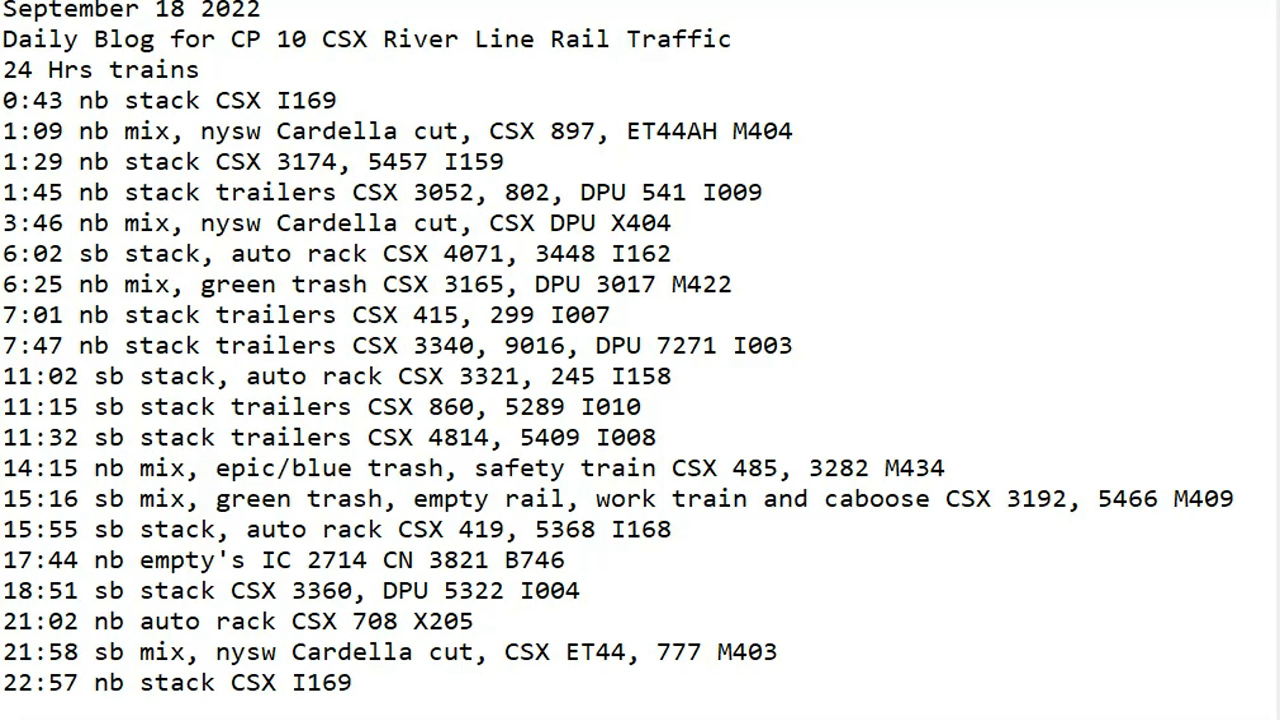 September 18 2022
Daily Blog for CP 10 CSX River Line Rail Traffic
24 Hrs trains
0:43 nb stack CSX I169
1:09 nb mix, nysw Cardella cut, CSX 897, ET44AH M404
1:29 nb stack CSX 3174, 5457 I159
1:45 nb stack trailers CSX 3052, 802, DPU 541 I009
3:46 nb mix, nysw Cardella cut, CSX DPU X404
6:02 sb stack, auto rack CSX 4071, 3448 I162
6:25 nb mix, green trash CSX 3165, DPU 3017 M422
7:01 nb stack trailers CSX 415, 299 I007
7:47 nb stack trailers CSX 3340, 9016, DPU 7271 I003
11:02 sb stack, auto rack CSX 3321, 245 I158
11:15 sb stack trailers CSX 860, 5289 I010
11:32 sb stack trailers CSX 4814, 5409 I008
14:15 nb mix, epic/blue trash, safety train CSX 485, 3282 M434
15:16 sb mix, green trash, empty rail, work train and caboose CSX 3192, 5466 M409
15:55 sb stack, auto rack CSX 419, 5368 I168
17:44 nb empty's IC 2714 CN 3821 B746
18:51 sb stack CSX 3360, DPU 5322 I004
21:02 nb auto rack CSX 708 X205
21:58 sb mix, nysw Cardella cut, CSX ET44, 777 M403
22:57 nb stack CSX I169